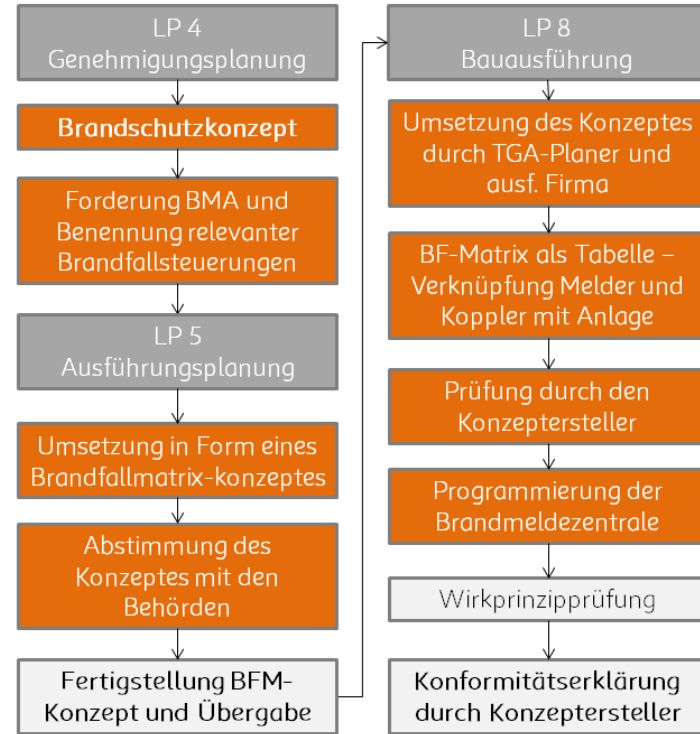 LP 4
Genehmigungsplanung
Brandschutzkonzept
Forderung BMA und
Benennung relevanter
Brandfallsteuerungen
LP 5
Ausführungsplanung
Umsetzung in Form eines
Brandfallmatrix-konzeptes
Abstimmung des
Konzeptes mit den
Behörden
Fertigstellung BFM-
Konzept und Übergabe
LP 8
Bauausführung
Umsetzung des Konzeptes
durch TGA-Planer und
ausf. Firma
BF-Matrix als Tabelle –
Verknüpfung Melder und
Koppler mit Anlage
Prüfung durch den
Konzeptersteller
Programmierung der
Brandmeldezentrale
Wirkprinzipprüfung
Konformitätserklärung
durch Konzeptersteller